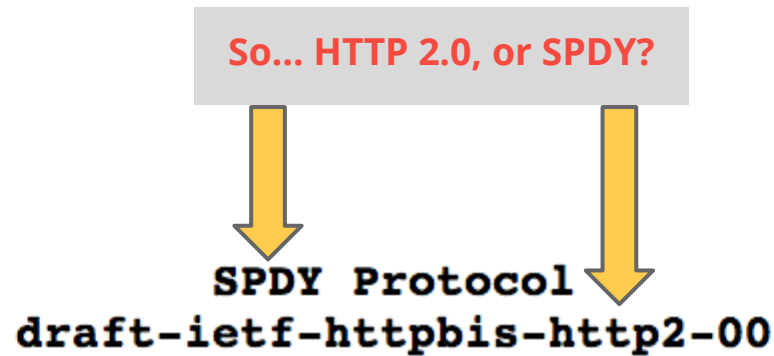 So... HTTP 2.0, or SPDY?
SPDY Protocol
draft-ietf-httpbis-http2-00